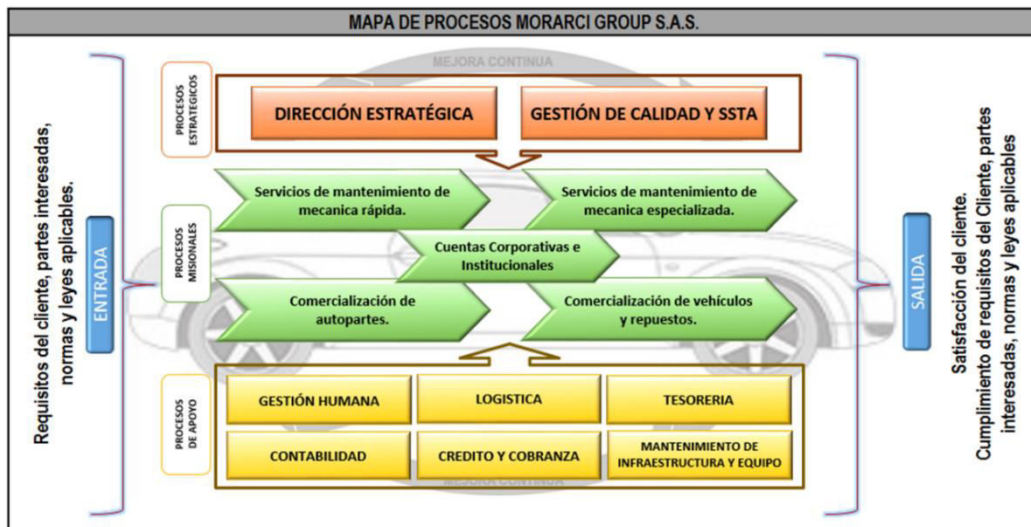 MAPA DE PROCESOS MORARCI GROUP S.A.S.
MEJORA CONTINUA
Requisitos del cliente, partes interesadas,
normas y leyes aplicables.
ENTRADA
PROCESOS
ESTRATEGICOS
DIRECCIÓN ESTRATÉGICA
GESTIÓN DE CALIDAD Y SSTA
PROCESOS
MISIONALES
Servicios de mantenimiento de
mecanica rápida.
Servicios de mantenimiento de
mecanica especializada.
Cuentas Corporativas e
Institucionales
Comercialización de
autopartes.
Comercialización de vehículos
y repuestos.
PROCESOS
DE APOYO
GESTIÓN HUMANA
LOGISTICA
TESORERIA
CONTABILIDAD
CREDITO Y COBRANZA
MANTENIMIENTO DE
INFRAESTRUCTURA Y EQUIPO
MEJORA CONTINUA
SALIDA
Satisfacción del cliente.
Cumplimiento de requisitos del Cliente, partes
interesadas, normas y leyes aplicables